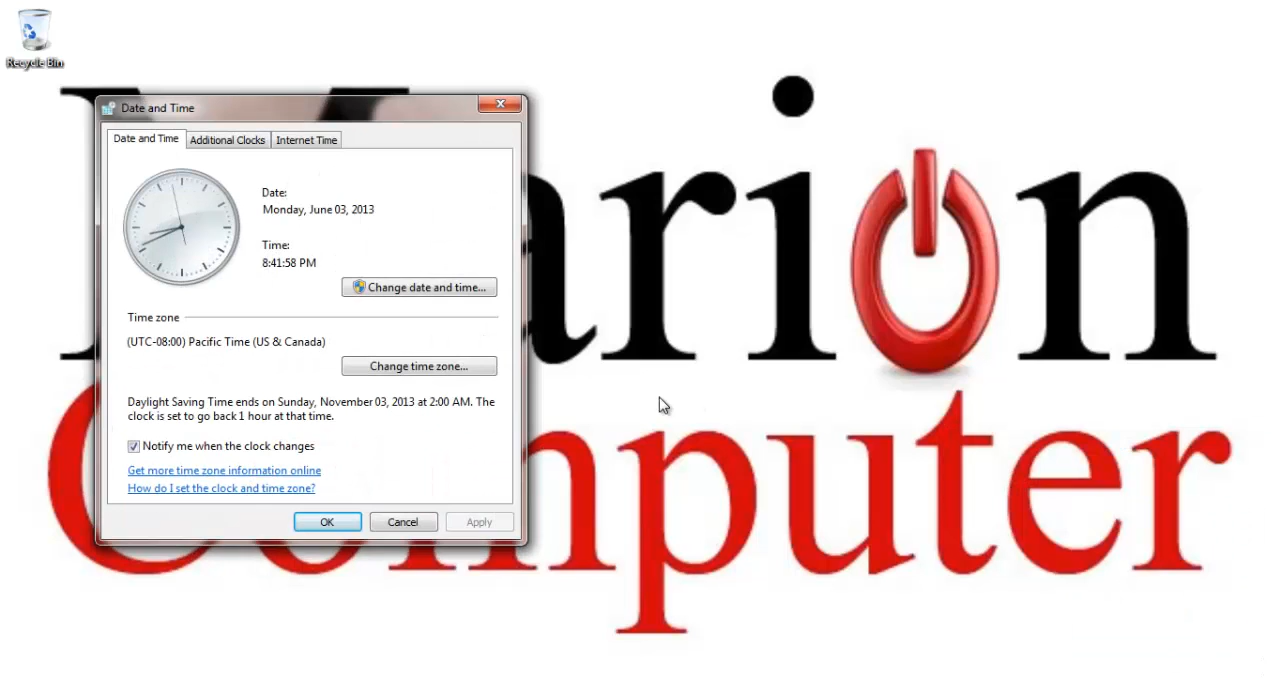 Recycle Bin
Date and Time
Date and Time
Additional Clocks
Internet Time
Date:
Monday, June 03, 2013
Time:
8:41:58 PM
Change date and time...
Time zone
(UTC-08:00) Pacific Time (US & Canada)
Change time zone...
Daylight Saving Time ends on Sunday, November 03, 2013 at 2:00 AM. The
clock is set to go back 1 hour at that time.
Notify me when the clock changes
Get more time zone information online
How do I set the clock and time zone?
OK
Cancel
Apply
Marion
Computer